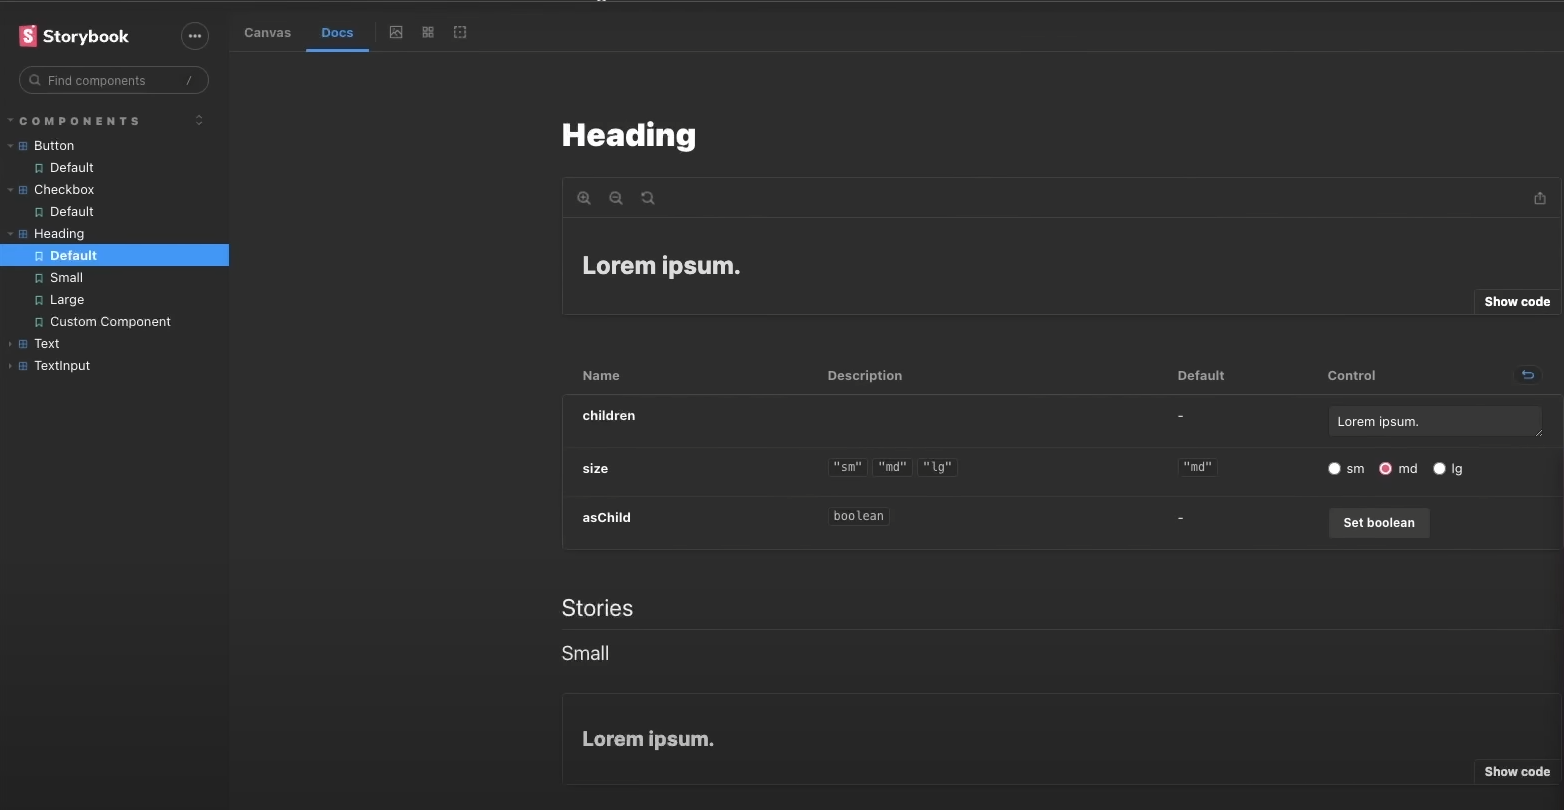 Storybook
Find components /
COMPONENTS
Button
Default
Checkbox
Default
Heading
Default
Small
Large
Custom Component
Text
TextInput
Canvas Docs
Heading
Lorem ipsum.
Show code
Name Description Default Control
children - Lorem ipsum.
size "sm" "md" "lg" "md" sm md lg
asChild boolean - Set boolean
Stories
Small
Lorem ipsum.
Show code